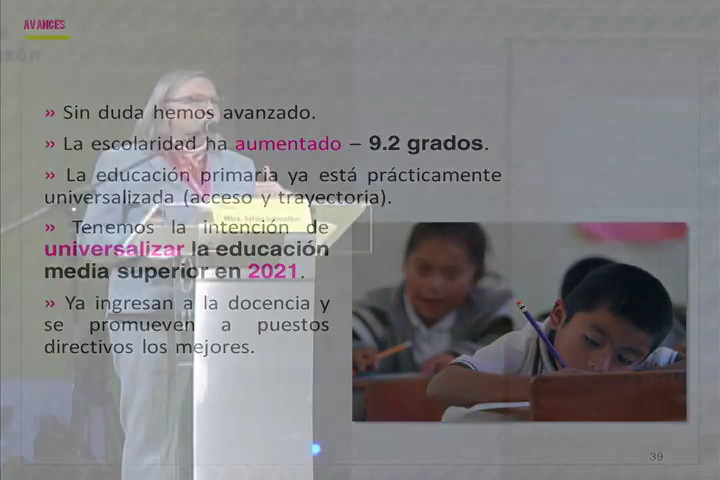 AVANCES
» Sin duda hemos avanzado.
» La escolaridad ha aumentado – 9.2 grados.
» La educación primaria ya está prácticamente
universalizada (acceso y trayectoria).
» Tenemos la intención de
universalizar la educación
media superior en 2021.
» Ya ingresan a la docencia y
se promueven a puestos
directivos los mejores.
39